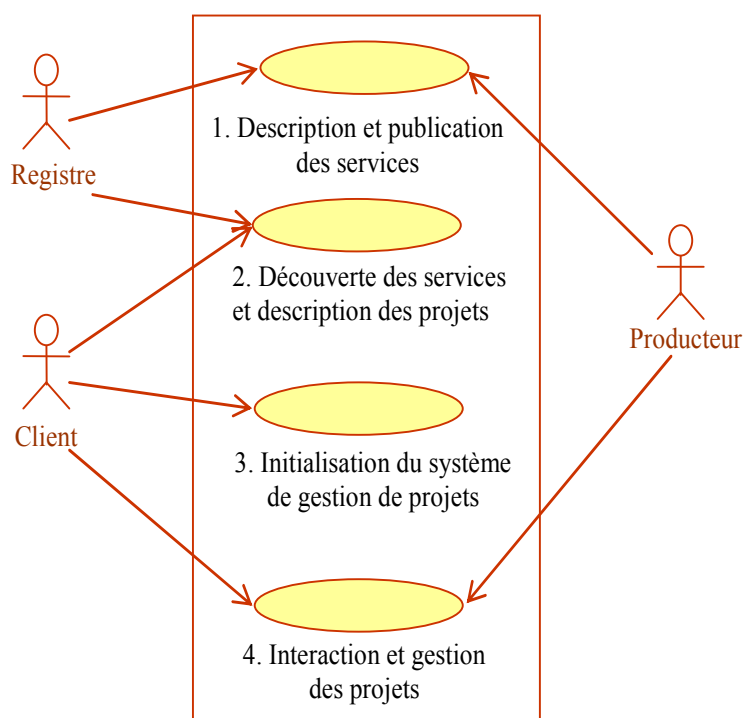 1. Description et publication
des services
Registre
2. Découverte des services
et description des projets
Producteur
Client
3. Initialisation du système
de gestion de projets
4. Interaction et gestion
des projets